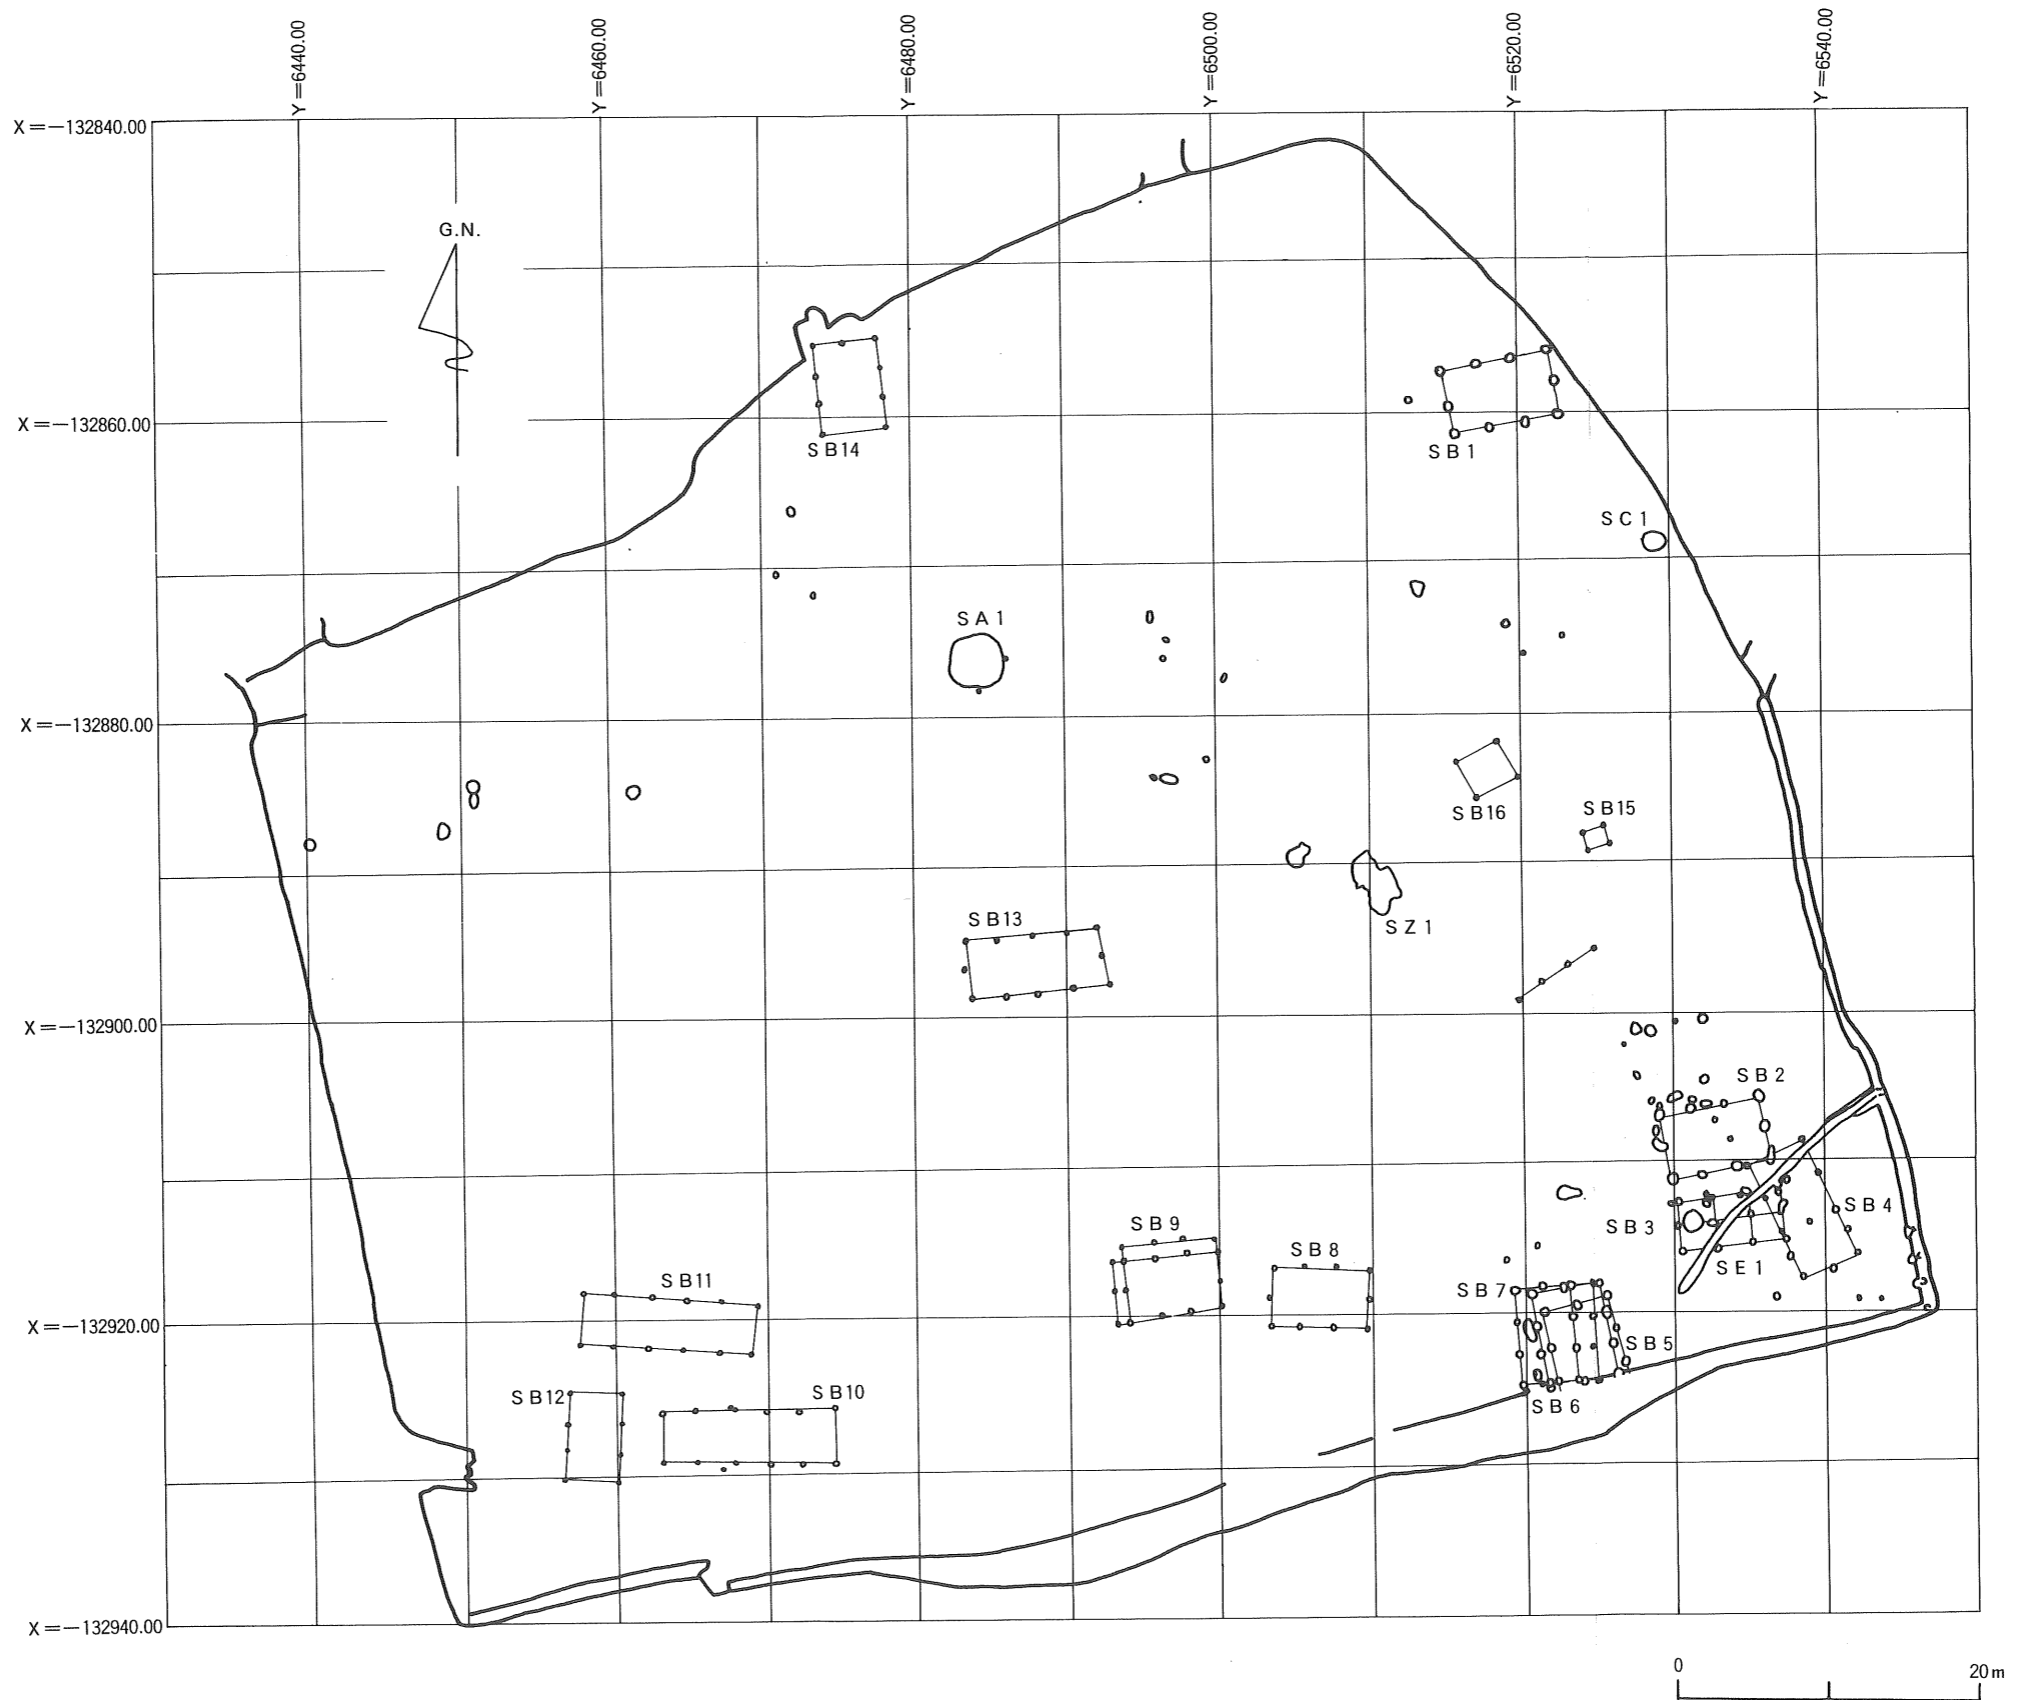 Y=6440.00
Y=6460.00
Y=6480.00
Y=6500.00
Y=6520.00
Y=6540.00
X=-132840.00
G.N.
X=-132860.00
SB14
SB1
SC1
SA1
X=-132880.00
SB16
SB15
SZ1
SB13
X=-132900.00
SB2
SB3
SB4
SE1
SB9
SB8
SB11
SB7
X=-132920.00
SB5
SB12
SB10
SB6
X=-132940.00
0
20m